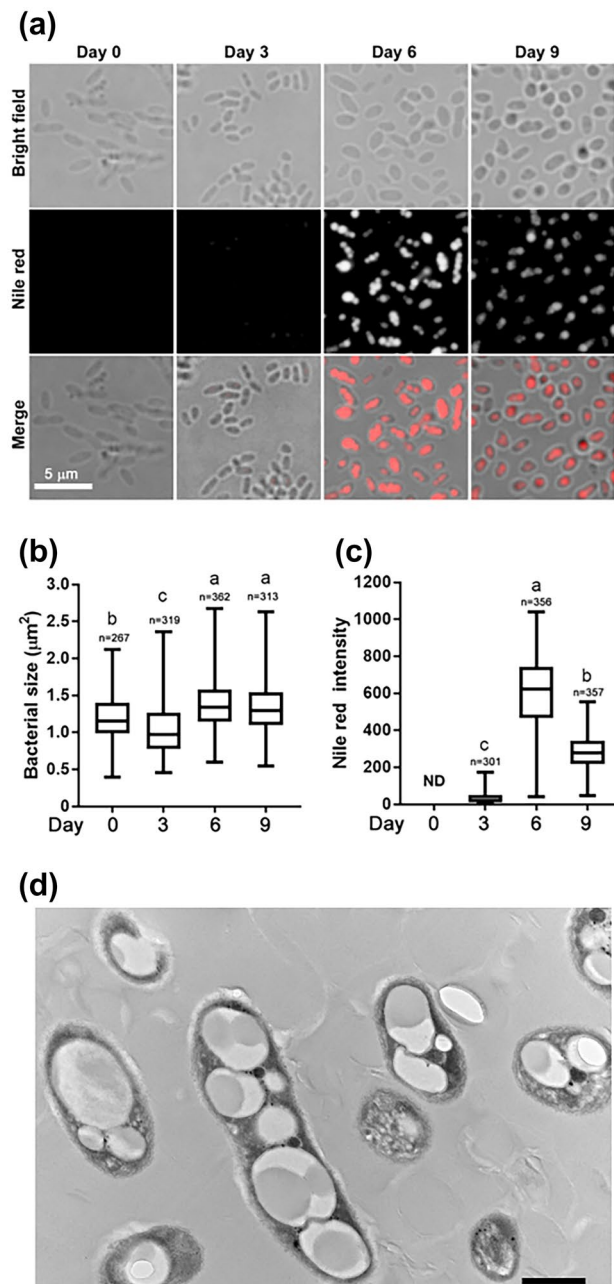 (a)
Day 0 Day 3 Day 6 Day 9
Bright field
Nile red
Merge
5 μm
(b)
Bacterial size (μm²)
3.0
2.5
2.0
1.5
1.0
0.5
0
b
n=267
c
n=319
a
n=362
a
n=313
Day 0 3 6 9
(c)
Nile red intensity
1200
1000
800
600
400
200
0
ND
c
n=301
a
n=356
b
n=357
Day 0 3 6 9
(d)